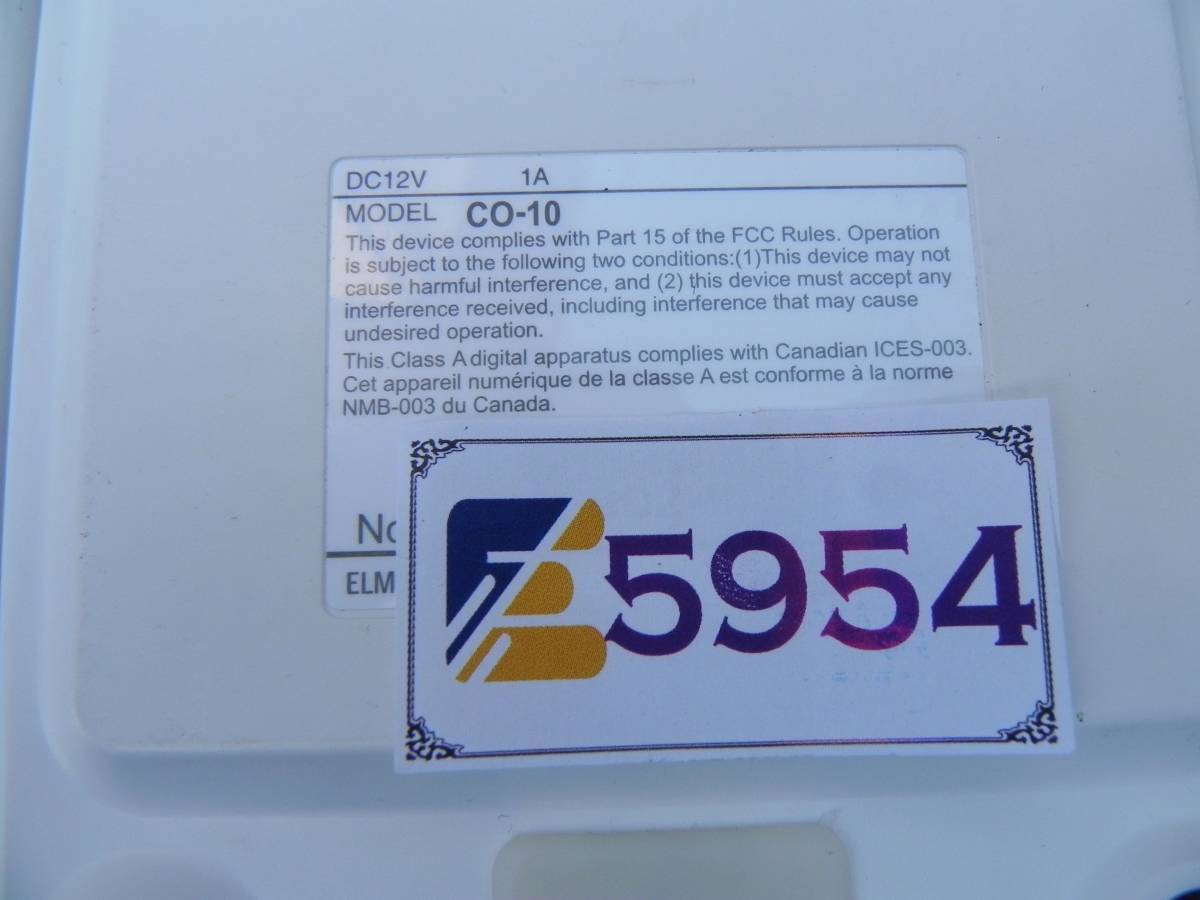 DC12V 1A
MODEL CO-10
This device complies with Part 15 of the FCC Rules. Operation
is subject to the following two conditions:(1)This device may not
cause harmful interference, and (2) this device must accept any
interference received, including interference that may cause
undesired operation.
This Class A digital apparatus complies with Canadian ICES-003.
Cet appareil numérique de la classe A est conforme à la norme
NMB-003 du Canada.
5954